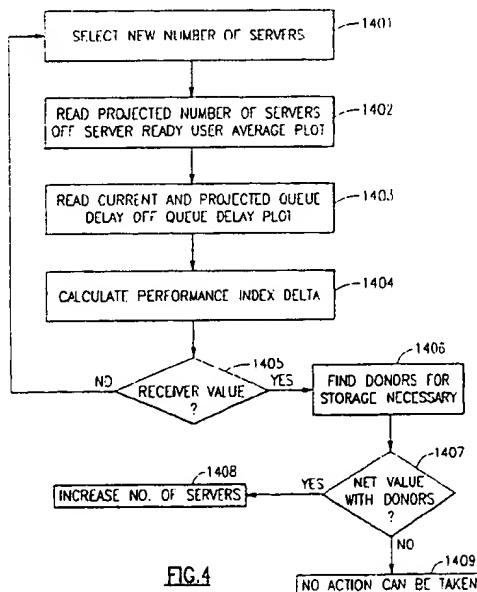 SELECT NEW NUMBER OF SERVERS
1401
READ PROJECTED NUMBER OF SERVERS
OFF SERVER READY USER AVERAGE PLOT
1402
READ CURRENT AND PROJECTED QUEUE
DELAY OFF QUEUE DELAY PLOT
1403
CALCULATE PERFORMANCE INDEX DELTA
1404
1405
NO
RECEIVER VALUE
?
YES
1406
FIND DONORS FOR
STORAGE NECESSARY
1407
1408
INCREASE NO. OF SERVERS
YES
NET VALUE
WITH DONORS
?
NO
1409
FIG.4
NO ACTION CAN BE TAKEN